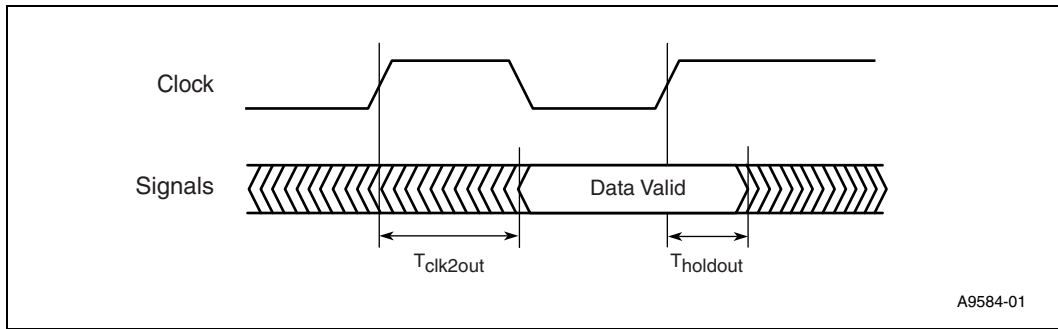 Clock
Signals
Data Valid
Tclk2out
Tholdout
A9584-01